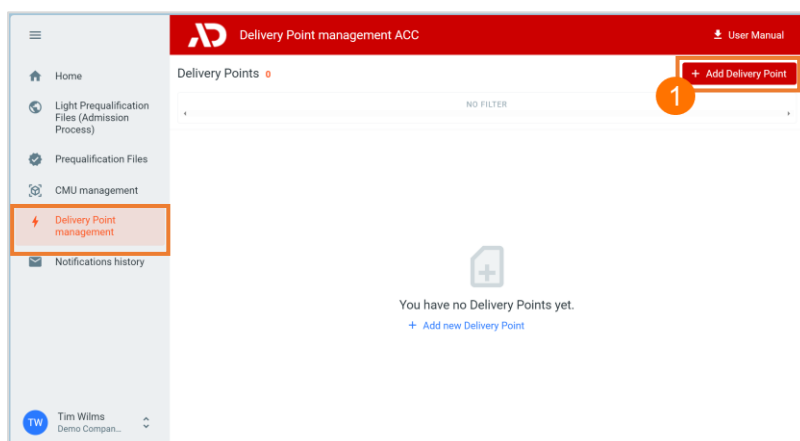 Delivery Point management ACC
User Manual
Home
Light Prequalification
Files (Admission
Process)
Prequalification Files
CMU management
Delivery Point
management
Notifications history
TW
Tim Wilms
Demo Compan...
Delivery Points 0
+ Add Delivery Point
1
NO FILTER
You have no Delivery Points yet.
+ Add new Delivery Point